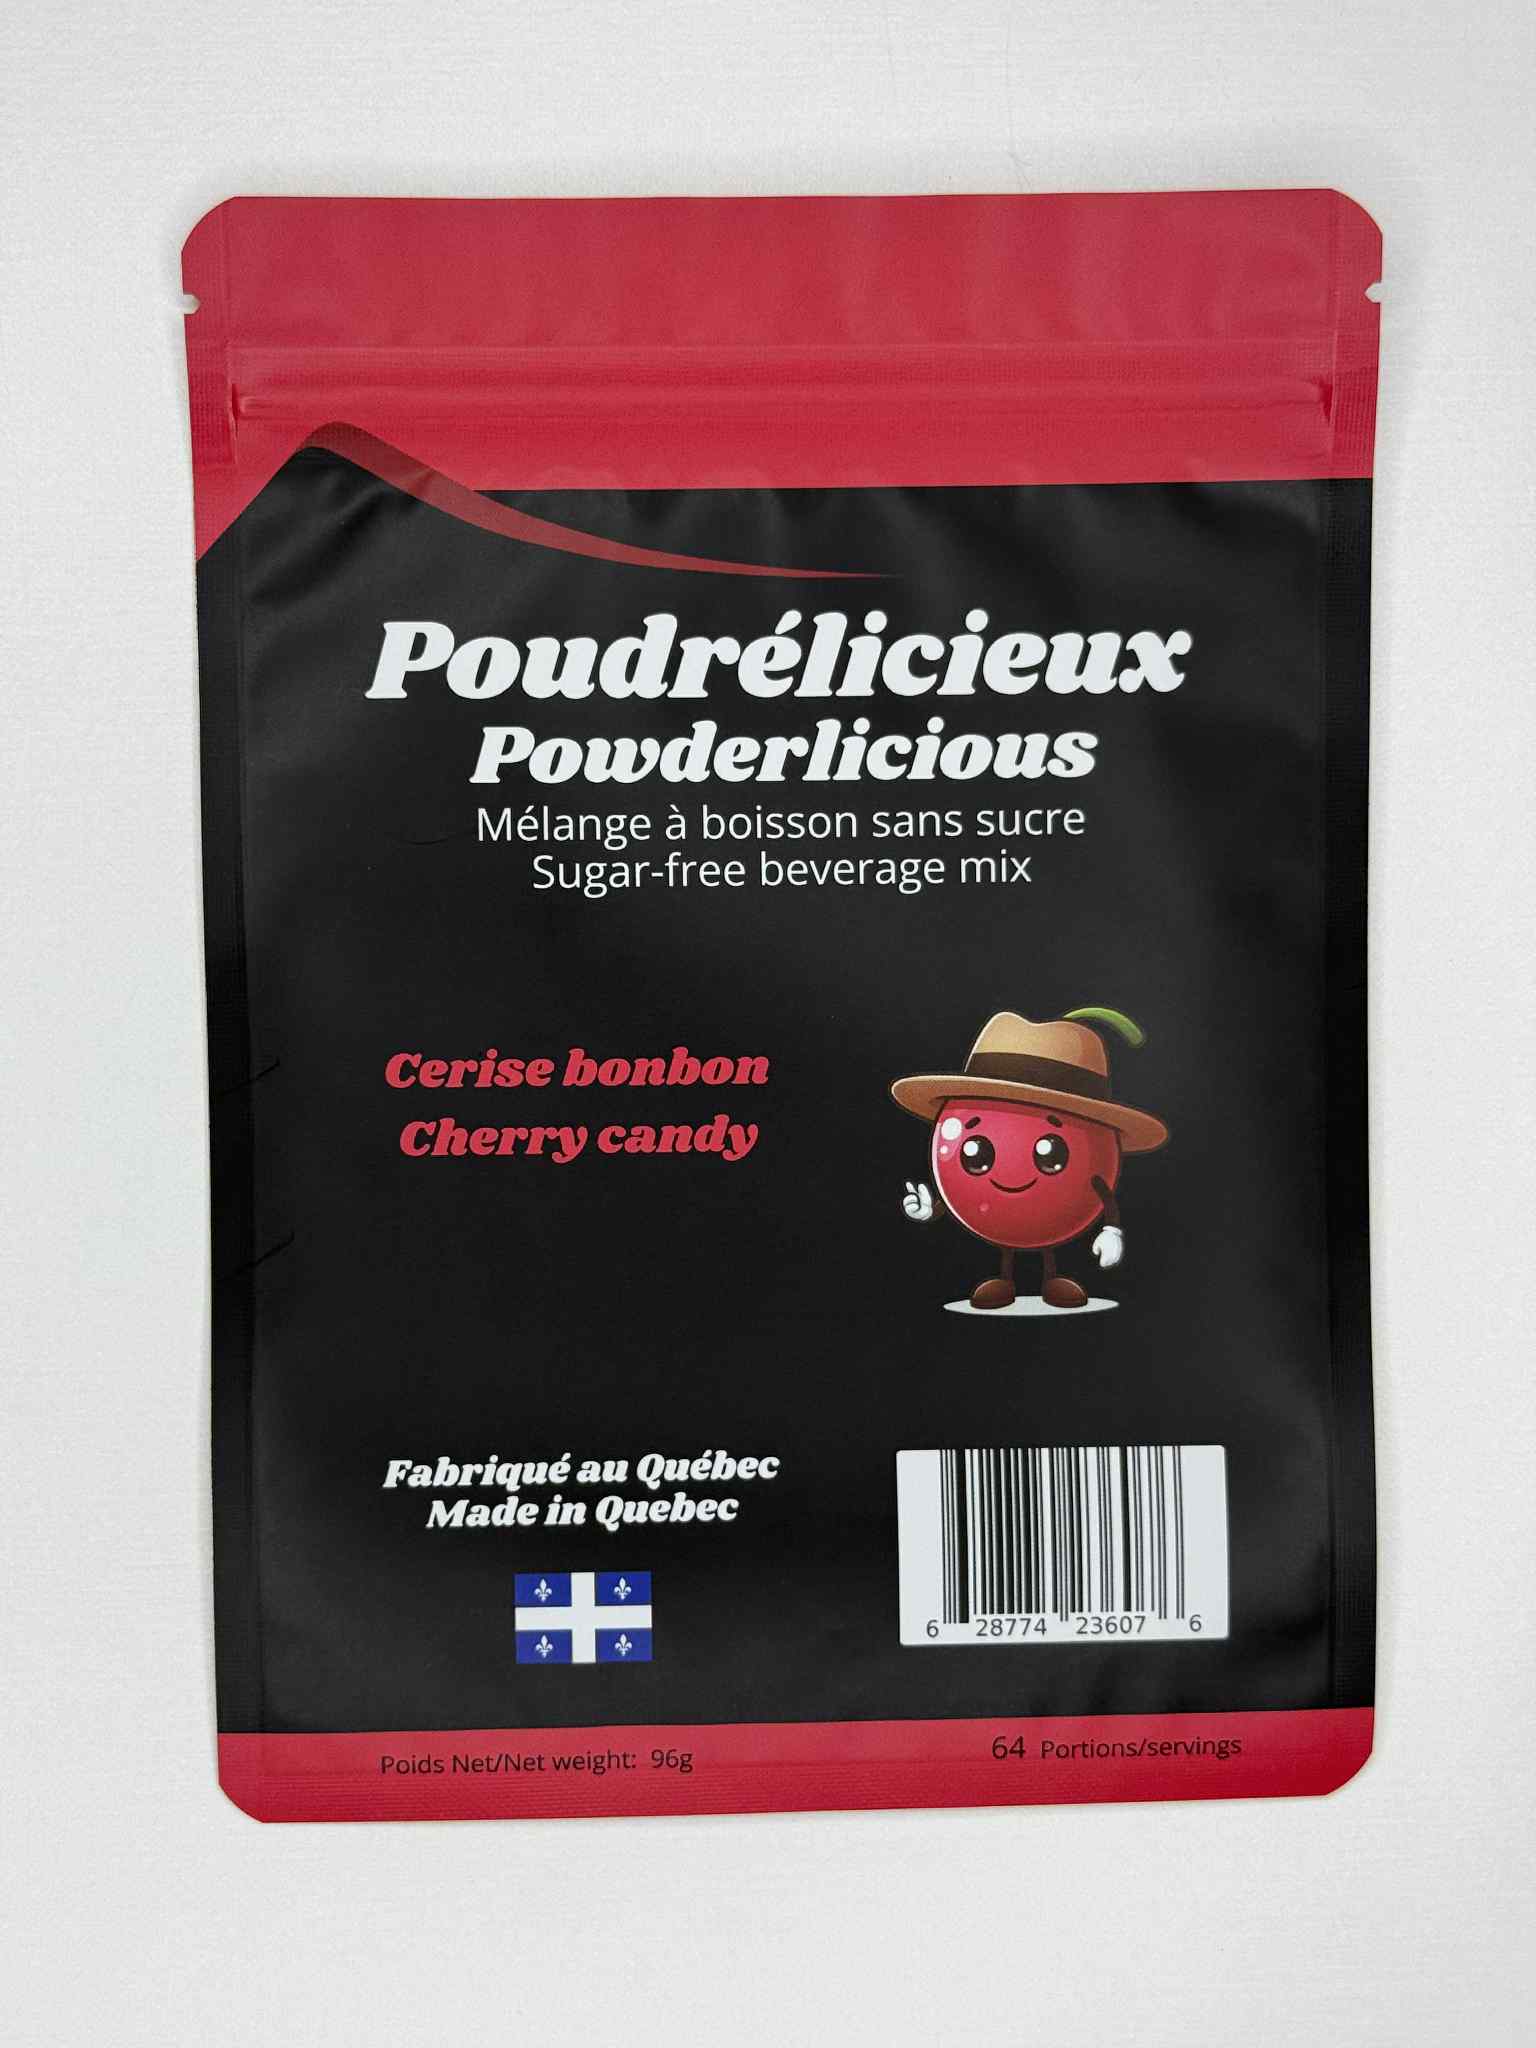 Poudrélicieux
Powderlicious
Mélange à boisson sans sucre
Sugar-free beverage mix
Cerise bonbon
Cherry candy
Fabriqué au Québec
Made in Quebec
6 28774 23607 6
Poids Net/Net weight: 96g
64 Portions/servings